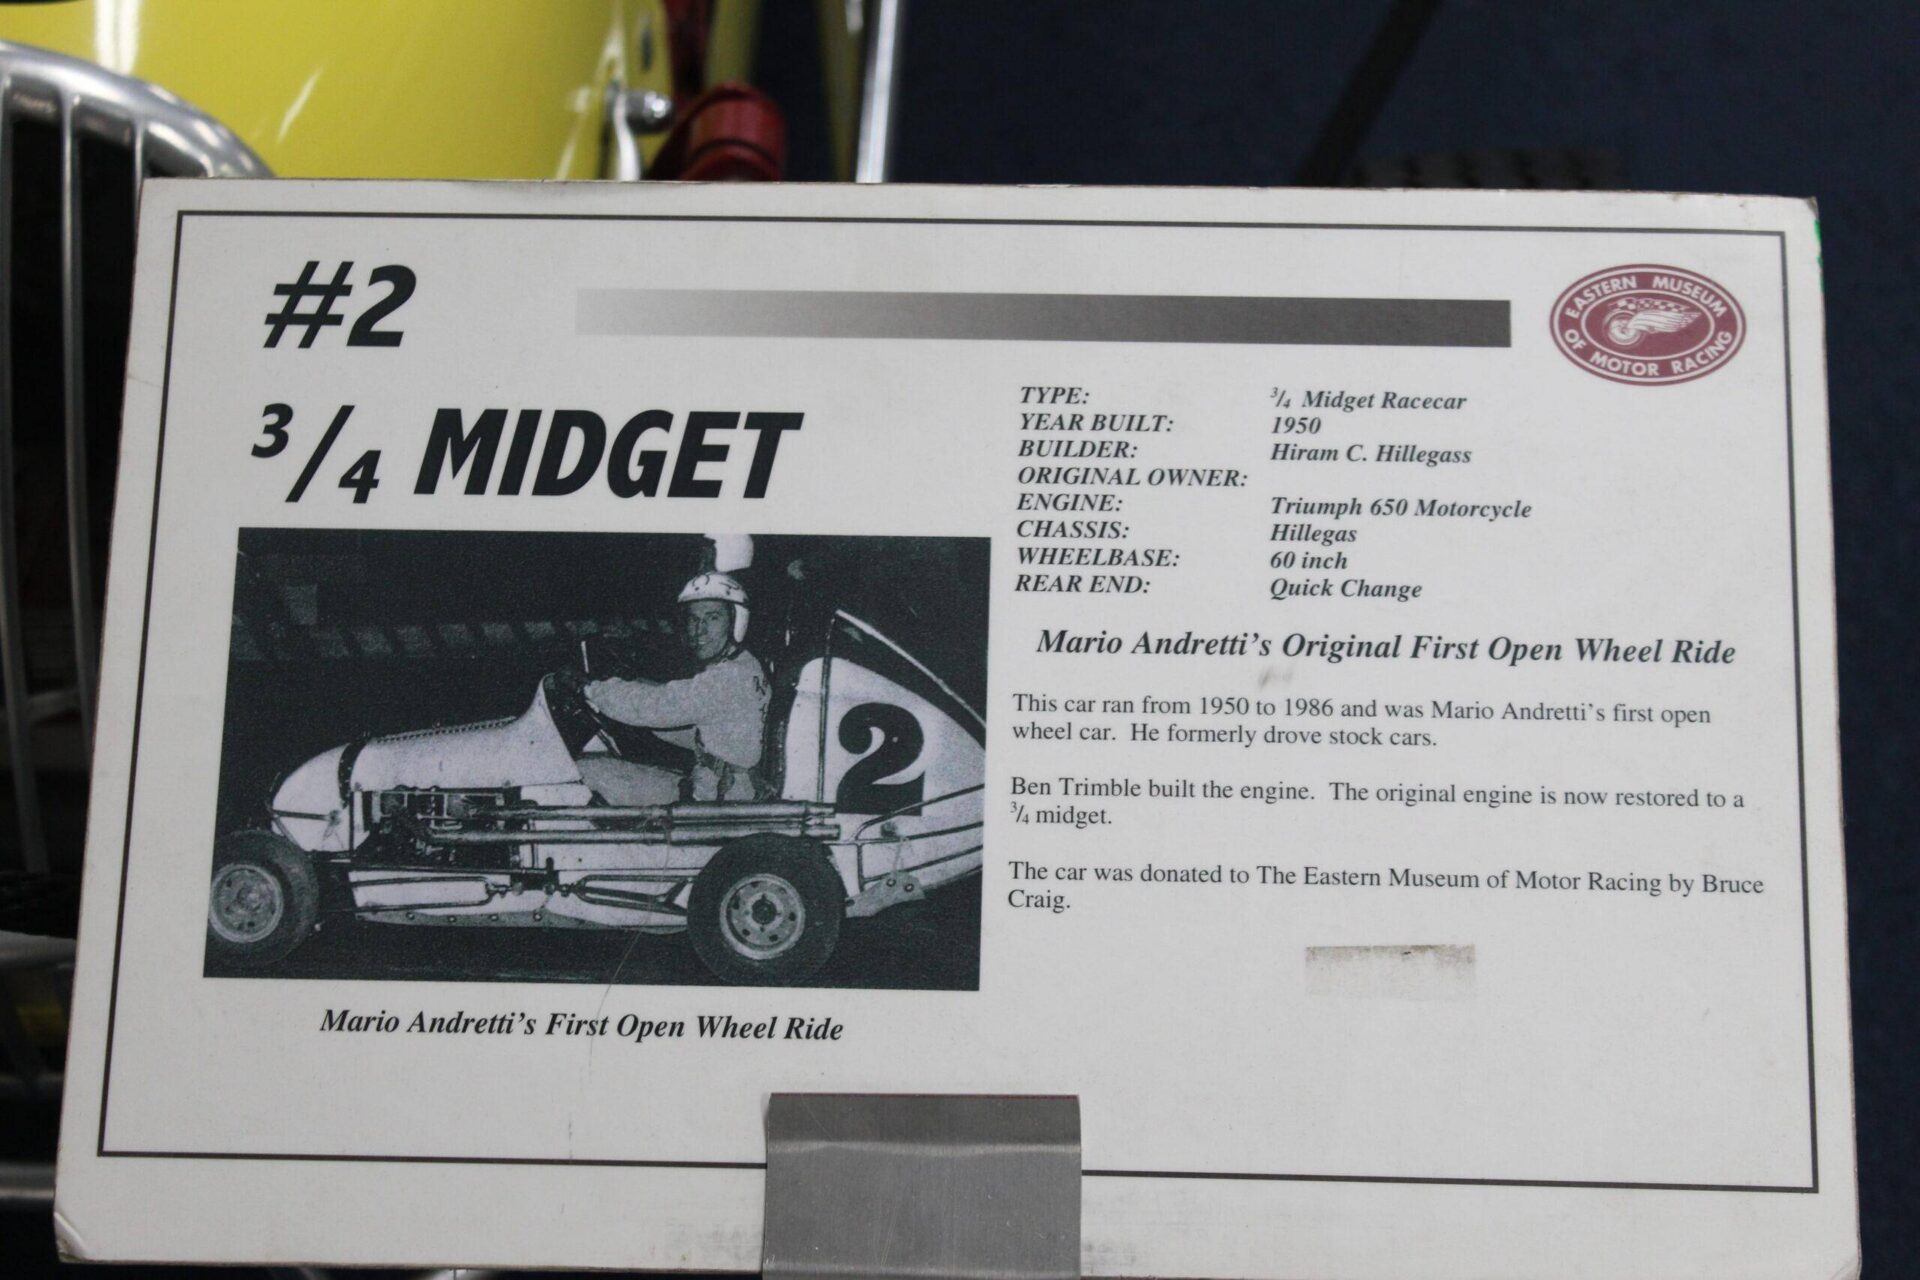 #2
EASTERN MUSEUM OF MOTOR RACING
3/4 MIDGET
TYPE: 3/4 Midget Racecar
YEAR BUILT: 1950
BUILDER: Hiram C. Hillegass
ORIGINAL OWNER:
ENGINE: Triumph 650 Motorcycle
CHASSIS: Hillegas
WHEELBASE: 60 inch
REAR END: Quick Change
2
Mario Andretti's First Open Wheel Ride
Mario Andretti's Original First Open Wheel Ride
This car ran from 1950 to 1986 and was Mario Andretti's first open
wheel car. He formerly drove stock cars.
Ben Trimble built the engine. The original engine is now restored to a
3/4 midget.
The car was donated to The Eastern Museum of Motor Racing by Bruce
Craig.